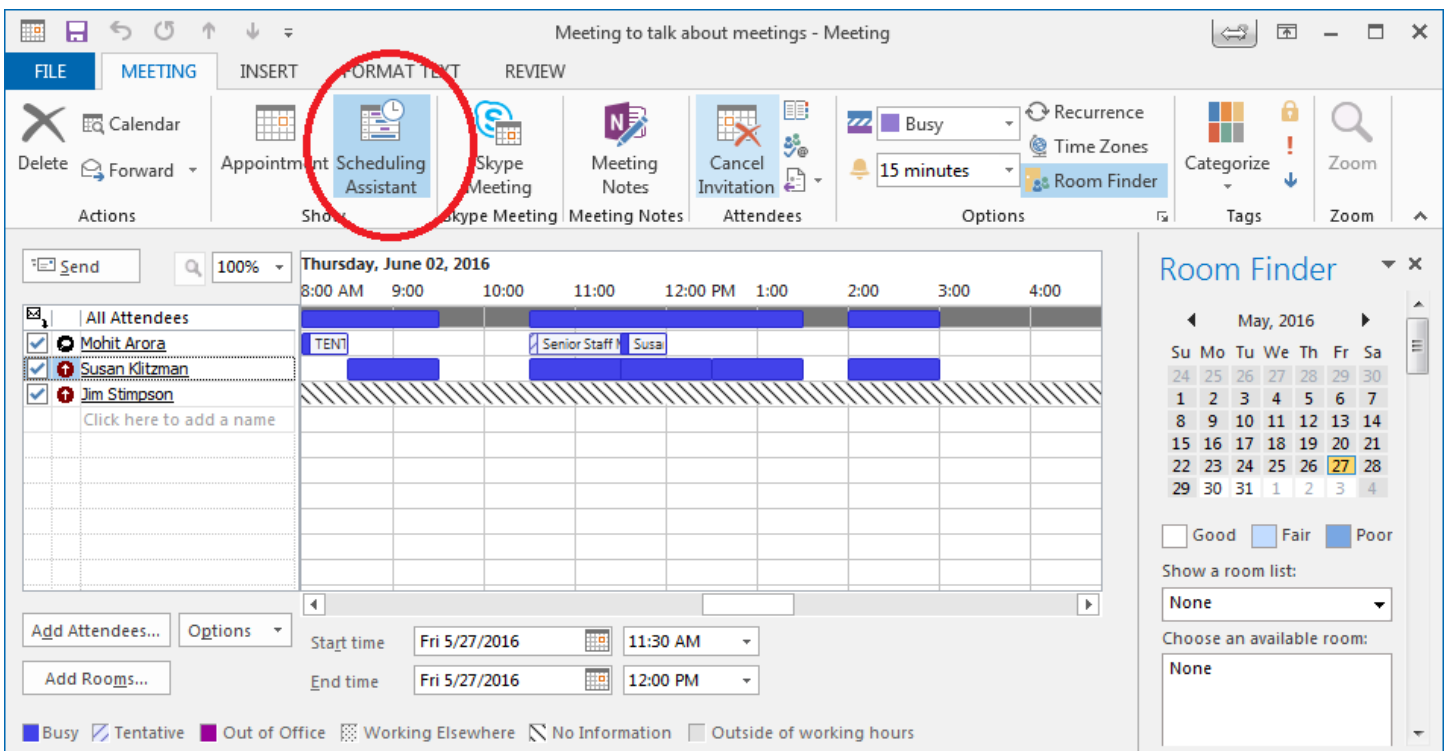 Meeting to talk about meetings - Meeting
FILE MEETING INSERT FORMAT TEXT REVIEW
Delete
Calendar
Forward
Actions
Appointment
Scheduling
Assistant
Show
Skype
Meeting
Skype Meeting
Meeting
Notes
Meeting Notes
Cancel
Invitation
Attendees
Busy
15 minutes
Recurrence
Time Zones
Room Finder
Options
Categorize
Tags
Zoom
Zoom
Send
100%
Thursday, June 02, 2016
8:00 AM 9:00 10:00 11:00 12:00 PM 1:00 2:00 3:00 4:00
All Attendees
Mohit Arora TENT Senior Staff M Susa
Susan Klitzman
Jim Stimpson
Click here to add a name
Add Attendees... Options
Add Rooms...
Start time Fri 5/27/2016 11:30 AM
End time Fri 5/27/2016 12:00 PM
Busy Tentative Out of Office Working Elsewhere No Information Outside of working hours
Room Finder
May, 2016
Su Mo Tu We Th Fr Sa
24 25 26 27 28 29 30
1 2 3 4 5 6 7
8 9 10 11 12 13 14
15 16 17 18 19 20 21
22 23 24 25 26 27 28
29 30 31 1 2 3 4
Good Fair Poor
Show a room list:
None
Choose an available room:
None